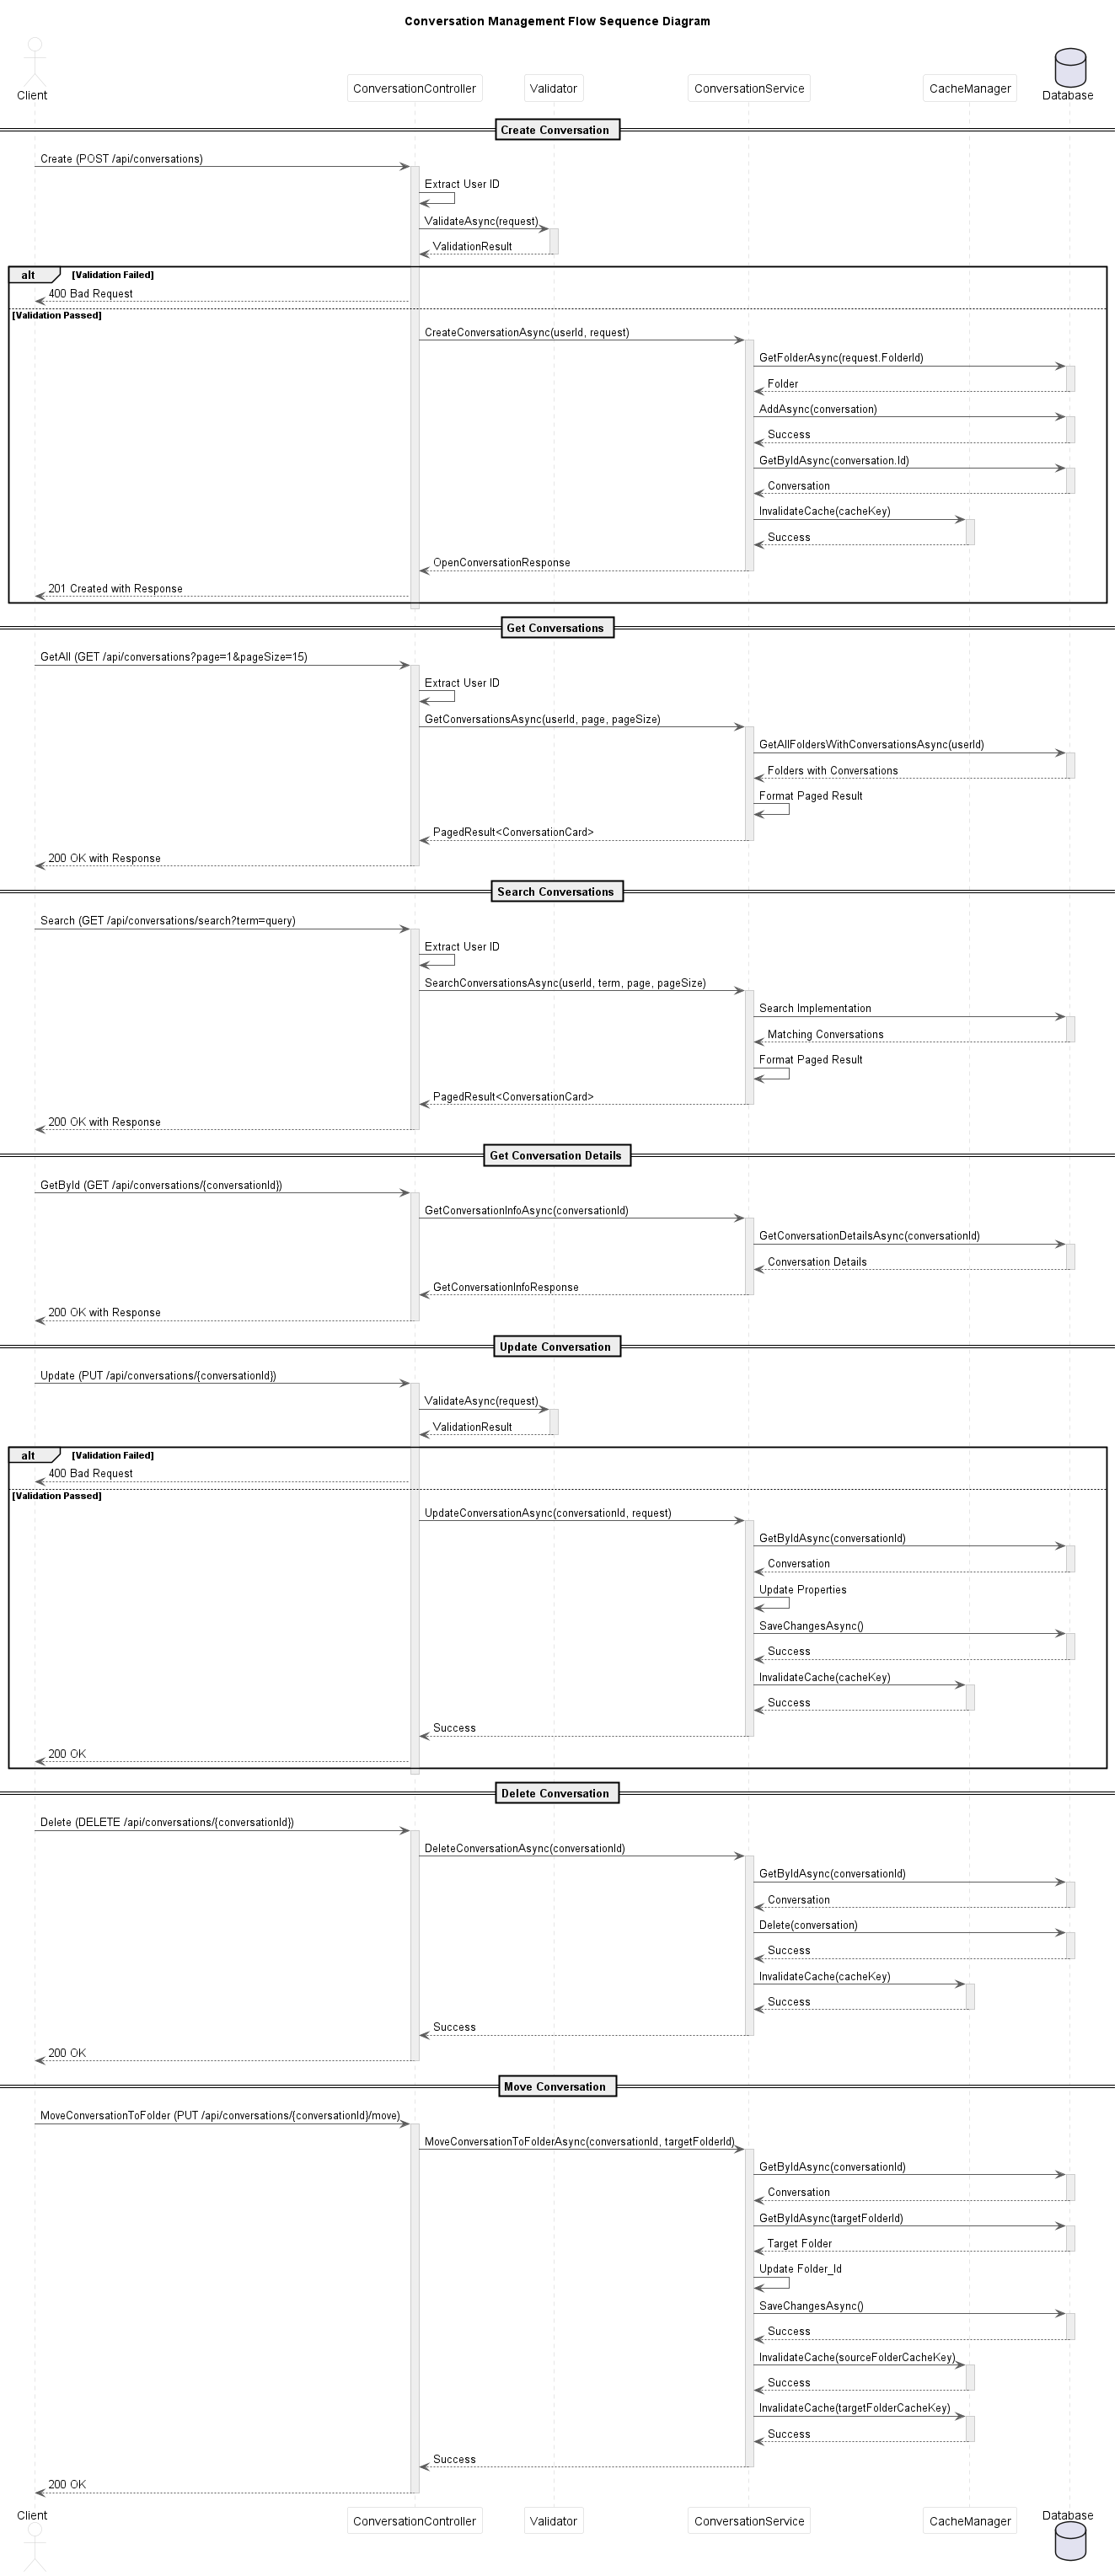 Conversation Management Flow Sequence Diagram
Client
ConversationController
Validator
ConversationService
CacheManager
Database
Create Conversation
Create (POST /api/conversations)
Extract User ID
ValidateAsync(request)
ValidationResult
alt
[Validation Failed]
400 Bad Request
[Validation Passed]
CreateConversationAsync(userId, request)
GetFolderAsync(request.FolderId)
Folder
AddAsync(conversation)
Success
GetByIdAsync(conversation.Id)
Conversation
InvalidateCache(cacheKey)
Success
OpenConversationResponse
201 Created with Response
Get Conversations
GetAll (GET /api/conversations?page=1&pageSize=15)
Extract User ID
GetConversationsAsync(userId, page, pageSize)
GetAllFoldersWithConversationsAsync(userId)
Folders with Conversations
Format Paged Result
PagedResult<ConversationCard>
200 OK with Response
Search Conversations
Search (GET /api/conversations/search?term=query)
Extract User ID
SearchConversationsAsync(userId, term, page, pageSize)
Search Implementation
Matching Conversations
Format Paged Result
PagedResult<ConversationCard>
200 OK with Response
Get Conversation Details
GetById (GET /api/conversations/{conversationId})
GetConversationInfoAsync(conversationId)
GetConversationDetailsAsync(conversationId)
Conversation Details
GetConversationInfoResponse
200 OK with Response
Update Conversation
Update (PUT /api/conversations/{conversationId})
ValidateAsync(request)
ValidationResult
alt
[Validation Failed]
400 Bad Request
[Validation Passed]
UpdateConversationAsync(conversationId, request)
GetByIdAsync(conversationId)
Conversation
Update Properties
SaveChangesAsync()
Success
InvalidateCache(cacheKey)
Success
Success
200 OK
Delete Conversation
Delete (DELETE /api/conversations/{conversationId})
DeleteConversationAsync(conversationId)
GetByIdAsync(conversationId)
Conversation
Delete(conversation)
Success
InvalidateCache(cacheKey)
Success
Success
200 OK
Move Conversation
MoveConversationToFolder (PUT /api/conversations/{conversationId}/move)
MoveConversationToFolderAsync(conversationId, targetFolderId)
GetByIdAsync(conversationId)
Conversation
GetByIdAsync(targetFolderId)
Target Folder
Update Folder_Id
SaveChangesAsync()
Success
InvalidateCache(sourceFolderCacheKey)
Success
InvalidateCache(targetFolderCacheKey)
Success
Success
200 OK
Client
ConversationController
Validator
ConversationService
CacheManager
Database